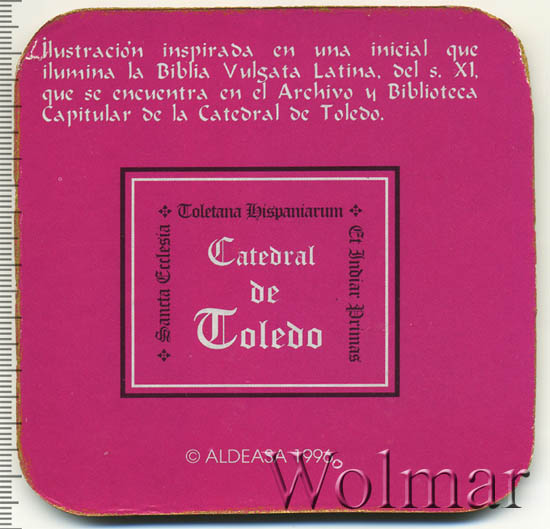 Ilustración inspirada en una inicial que
ilumina la Biblia Vulgata Latina, del s. XI,
que se encuentra en el Archivo y Biblioteca
Capitular de la Catedral de Toledo.
Sancta Ecclesia
Toletana Hispaniarum
Et Indiar Primas
Catedral
de
Toledo
© ALDEASA 1996
Wolmar